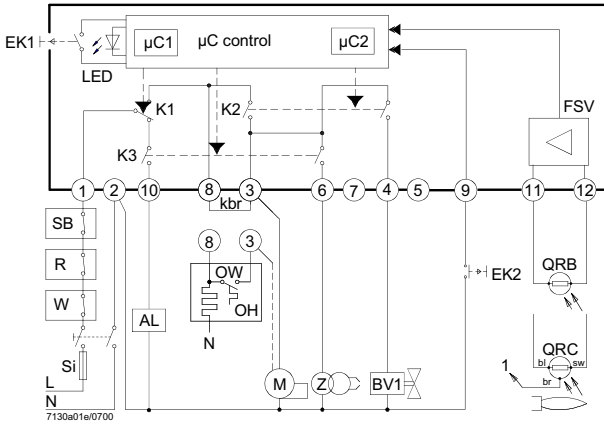 EK1
LED
µC1
µC control
µC2
K1
K2
K3
FSV
1
2
10
8
3
6
7
4
5
9
11
12
kbr
SB
R
W
Si
L
N
7130a01e/0700
AL
8
3
OW
OH
N
M
Z
BV1
EK2
QRB
QRC
bl
sw
br
1